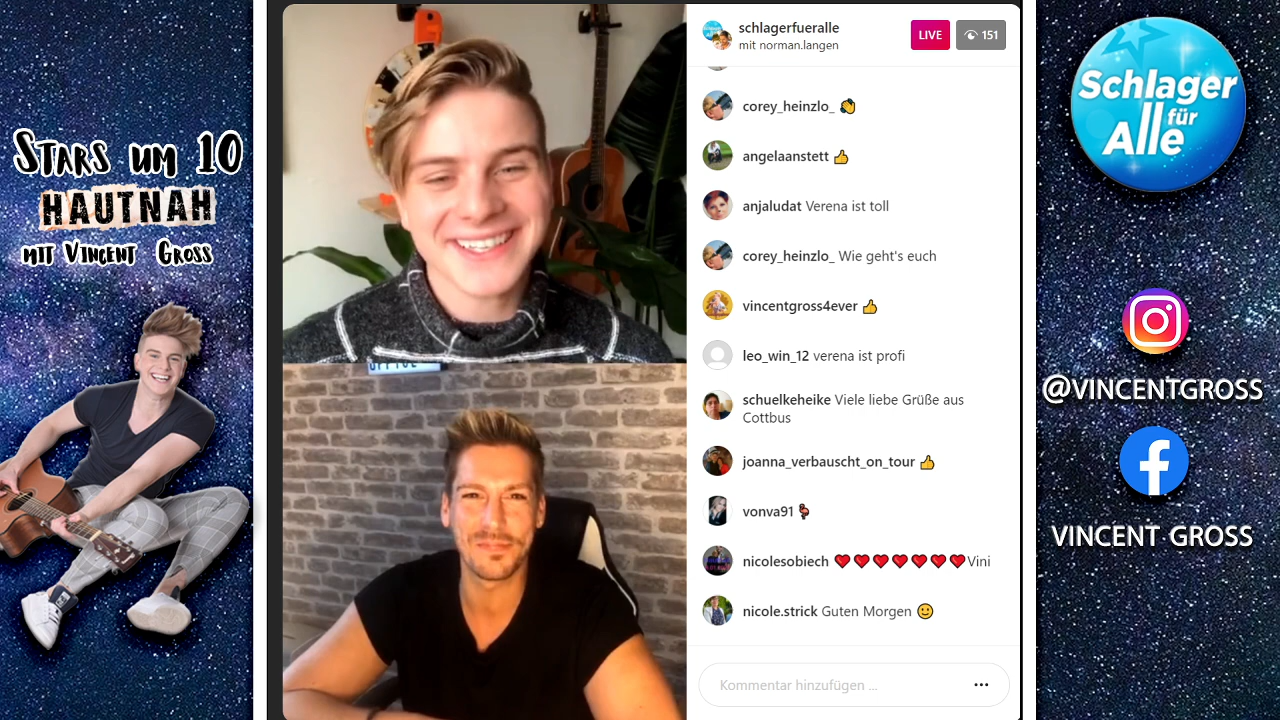 STARS UM 10
HAUTNAH
MIT VINCENT GROSS
schlagerfueralle
mit norman.langen
LIVE
151
corey_heinzlo_ 👏
angelaanstett 👍
anjaludat Verena ist toll
corey_heinzlo_ Wie geht's euch
vincentgross4ever 👍
leo_win_12 verena ist profi
schuelkeheike Viele liebe Grüße aus
Cottbus
joanna_verbauscht_on_tour 👍
vonva91 🦩
nicolesobiech ❤️❤️❤️❤️❤️❤️❤️Vini
nicole.strick Guten Morgen 🙂
Kommentar hinzufügen ...
Schlager
für
Alle
@VINCENTGROSS
VINCENT GROSS